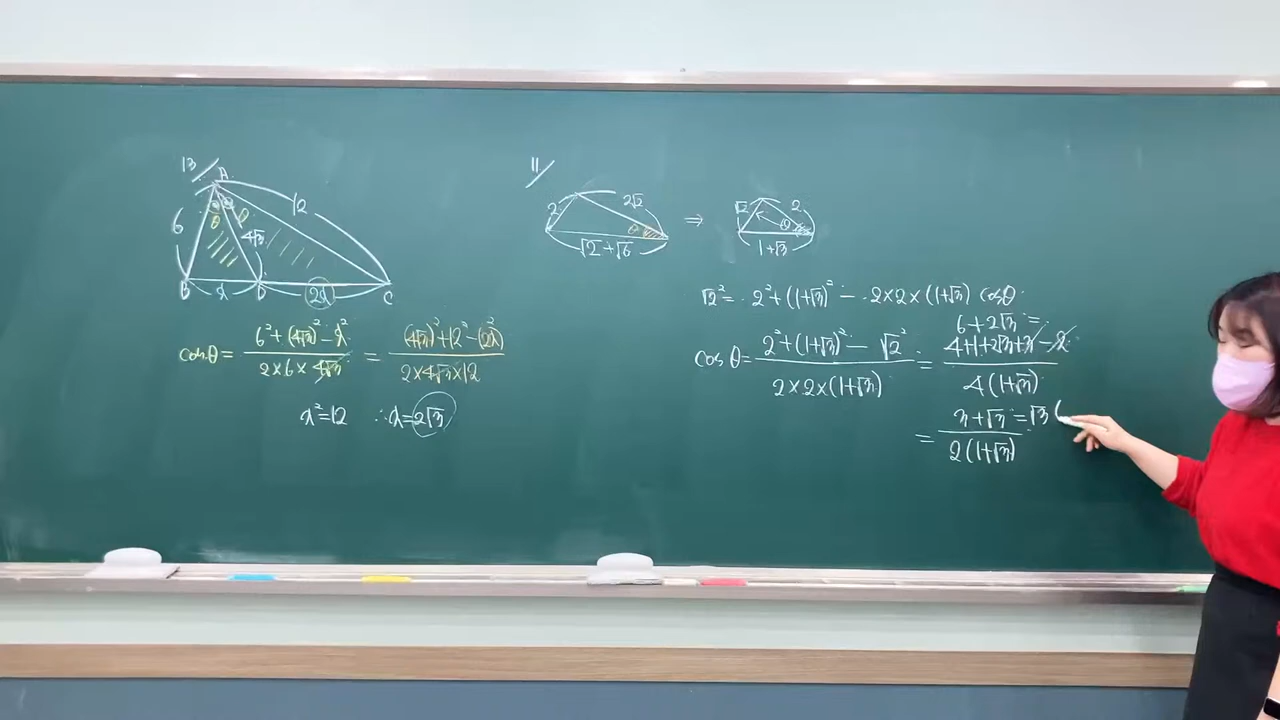 13/
A
6
θ
θ
12
4√3
B
x
D
2x
C
cosθ = (6² + (4√3)² - x²) / (2×6×4√3) = ((4√3)² + 12² - (2x)²) / (2×4√3×12)
x² = 12 ∴ x = 2√3
11/
2
2√2
θ
√2 + √6
⇒
√2
2
θ
1+√3
√2² = 2² + (1+√3)² - 2×2×(1+√3) cosθ
6+2√3 =
cosθ = (2² + (1+√3)² - √2²) / (2×2×(1+√3)) = (4+1+2√3+3-2) / (4(1+√3))
= (3+√3 = √3() / (2(1+√3))